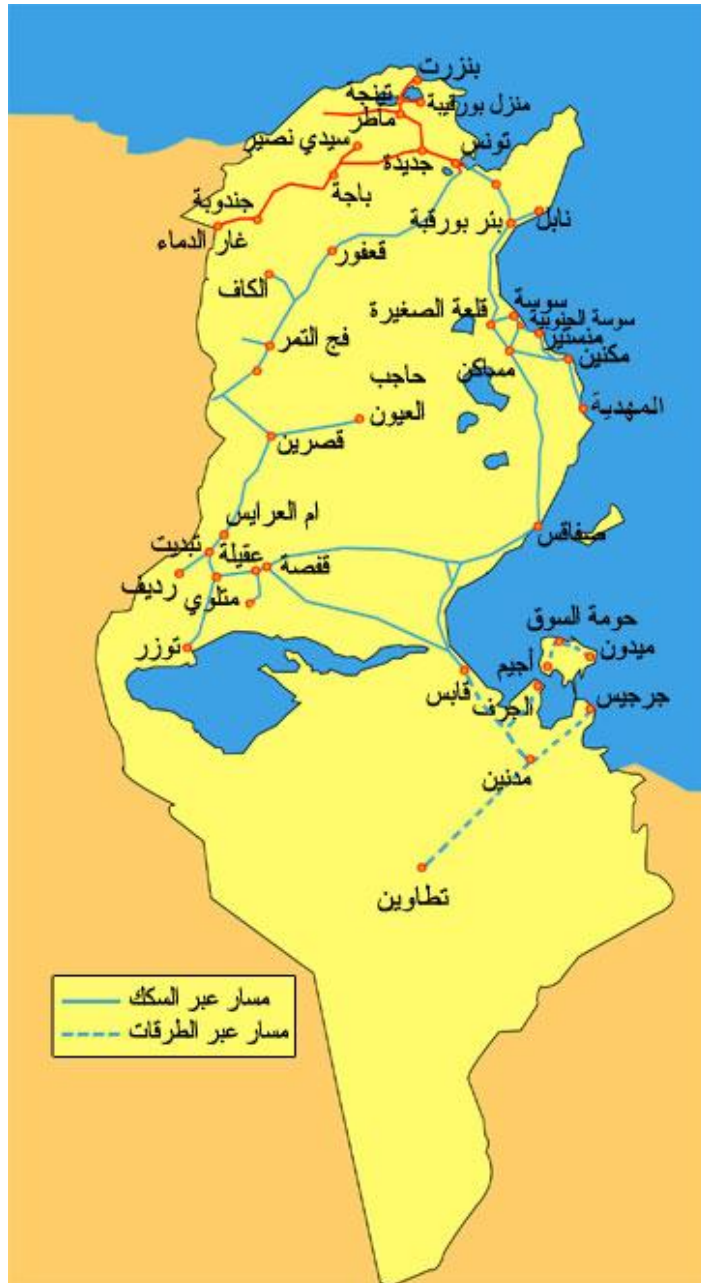 بنزرت
تينجة
منزل بورقيبة
ماطر
تونس
سيدي نصير
جديدة
باجة
جندوبة
غار الدماء
بئر بورقبة
نابل
قعفور
الكاف
سوسة
قلعة الصغيرة
سوسة الجنوبية
منستير
فج التمر
مكنين
مساكن
حاجب
العيون
المهدية
قصرين
ام العرايس
صفاقس
تبديت
عقيلة
قفصة
رديف
متلوي
حومة السوق
توزر
ميدون
أجيم
قابس
الجرف
جرجيس
مدنين
تطاوين
مسار عبر السكك
مسار عبر الطرقات